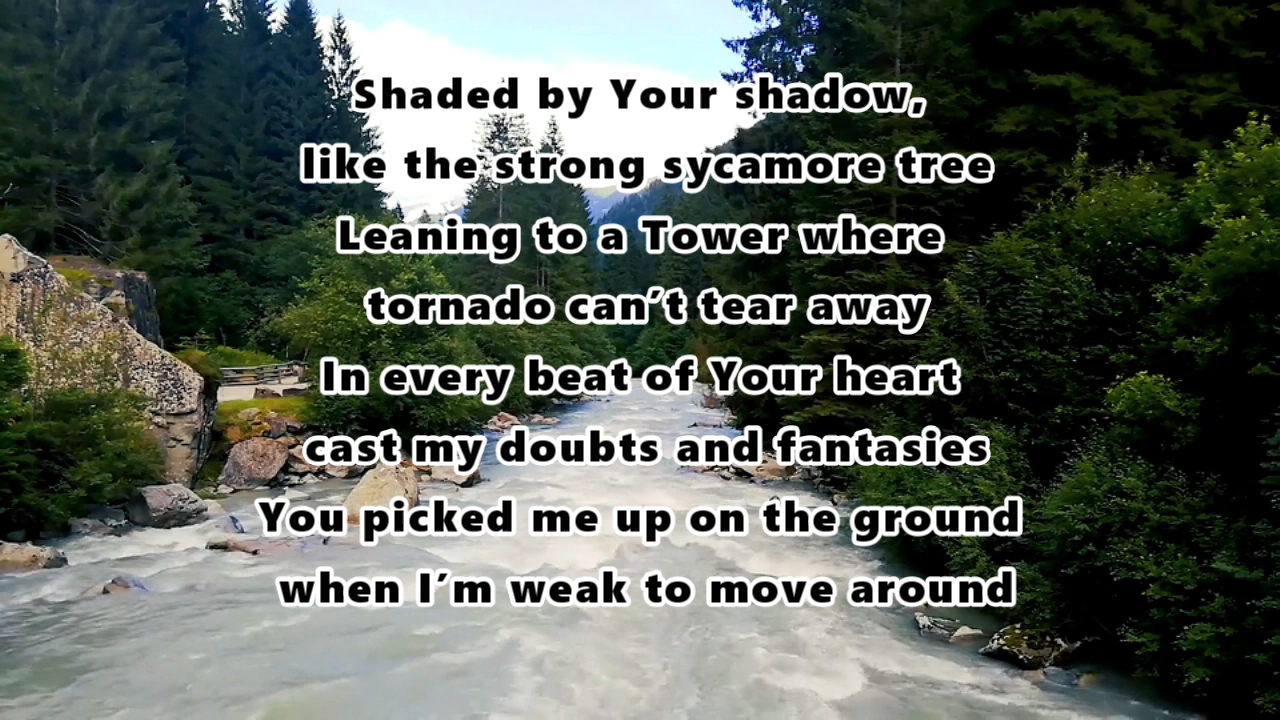 Shaded by Your shadow,
like the strong sycamore tree
Leaning to a Tower where
tornado can't tear away
In every beat of Your heart
cast my doubts and fantasies
You picked me up on the ground
when I'm weak to move around